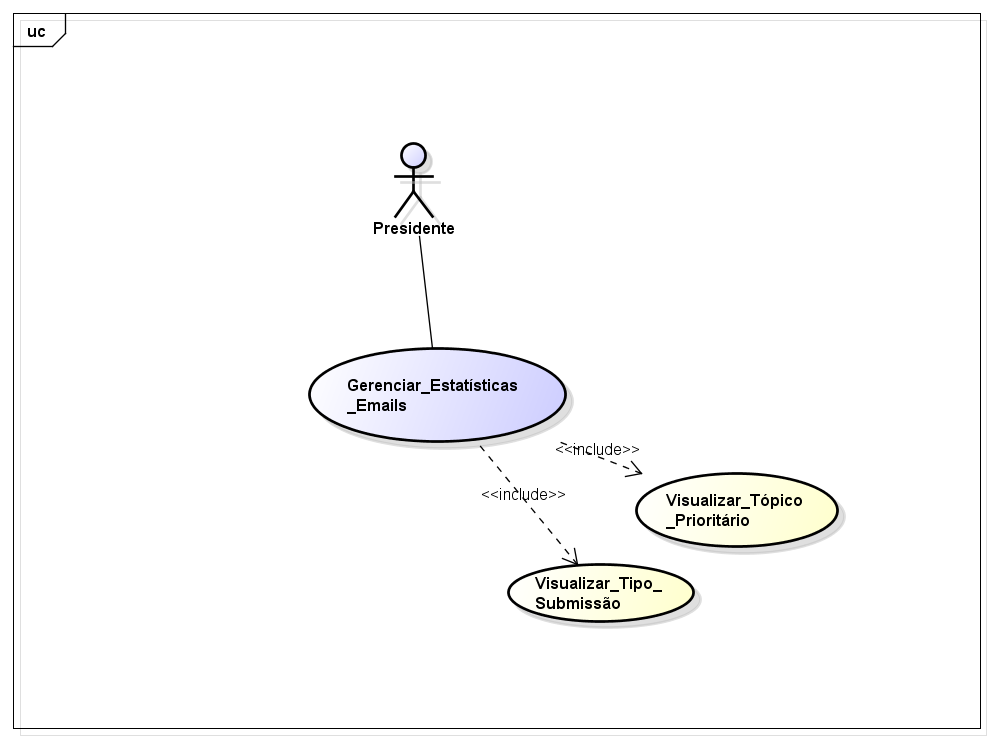 uc
Presidente
Gerenciar_Estatísticas
_Emails
<<include>>
<<include>>
Visualizar_Tópico
_Prioritário
Visualizar_Tipo_
Submissão